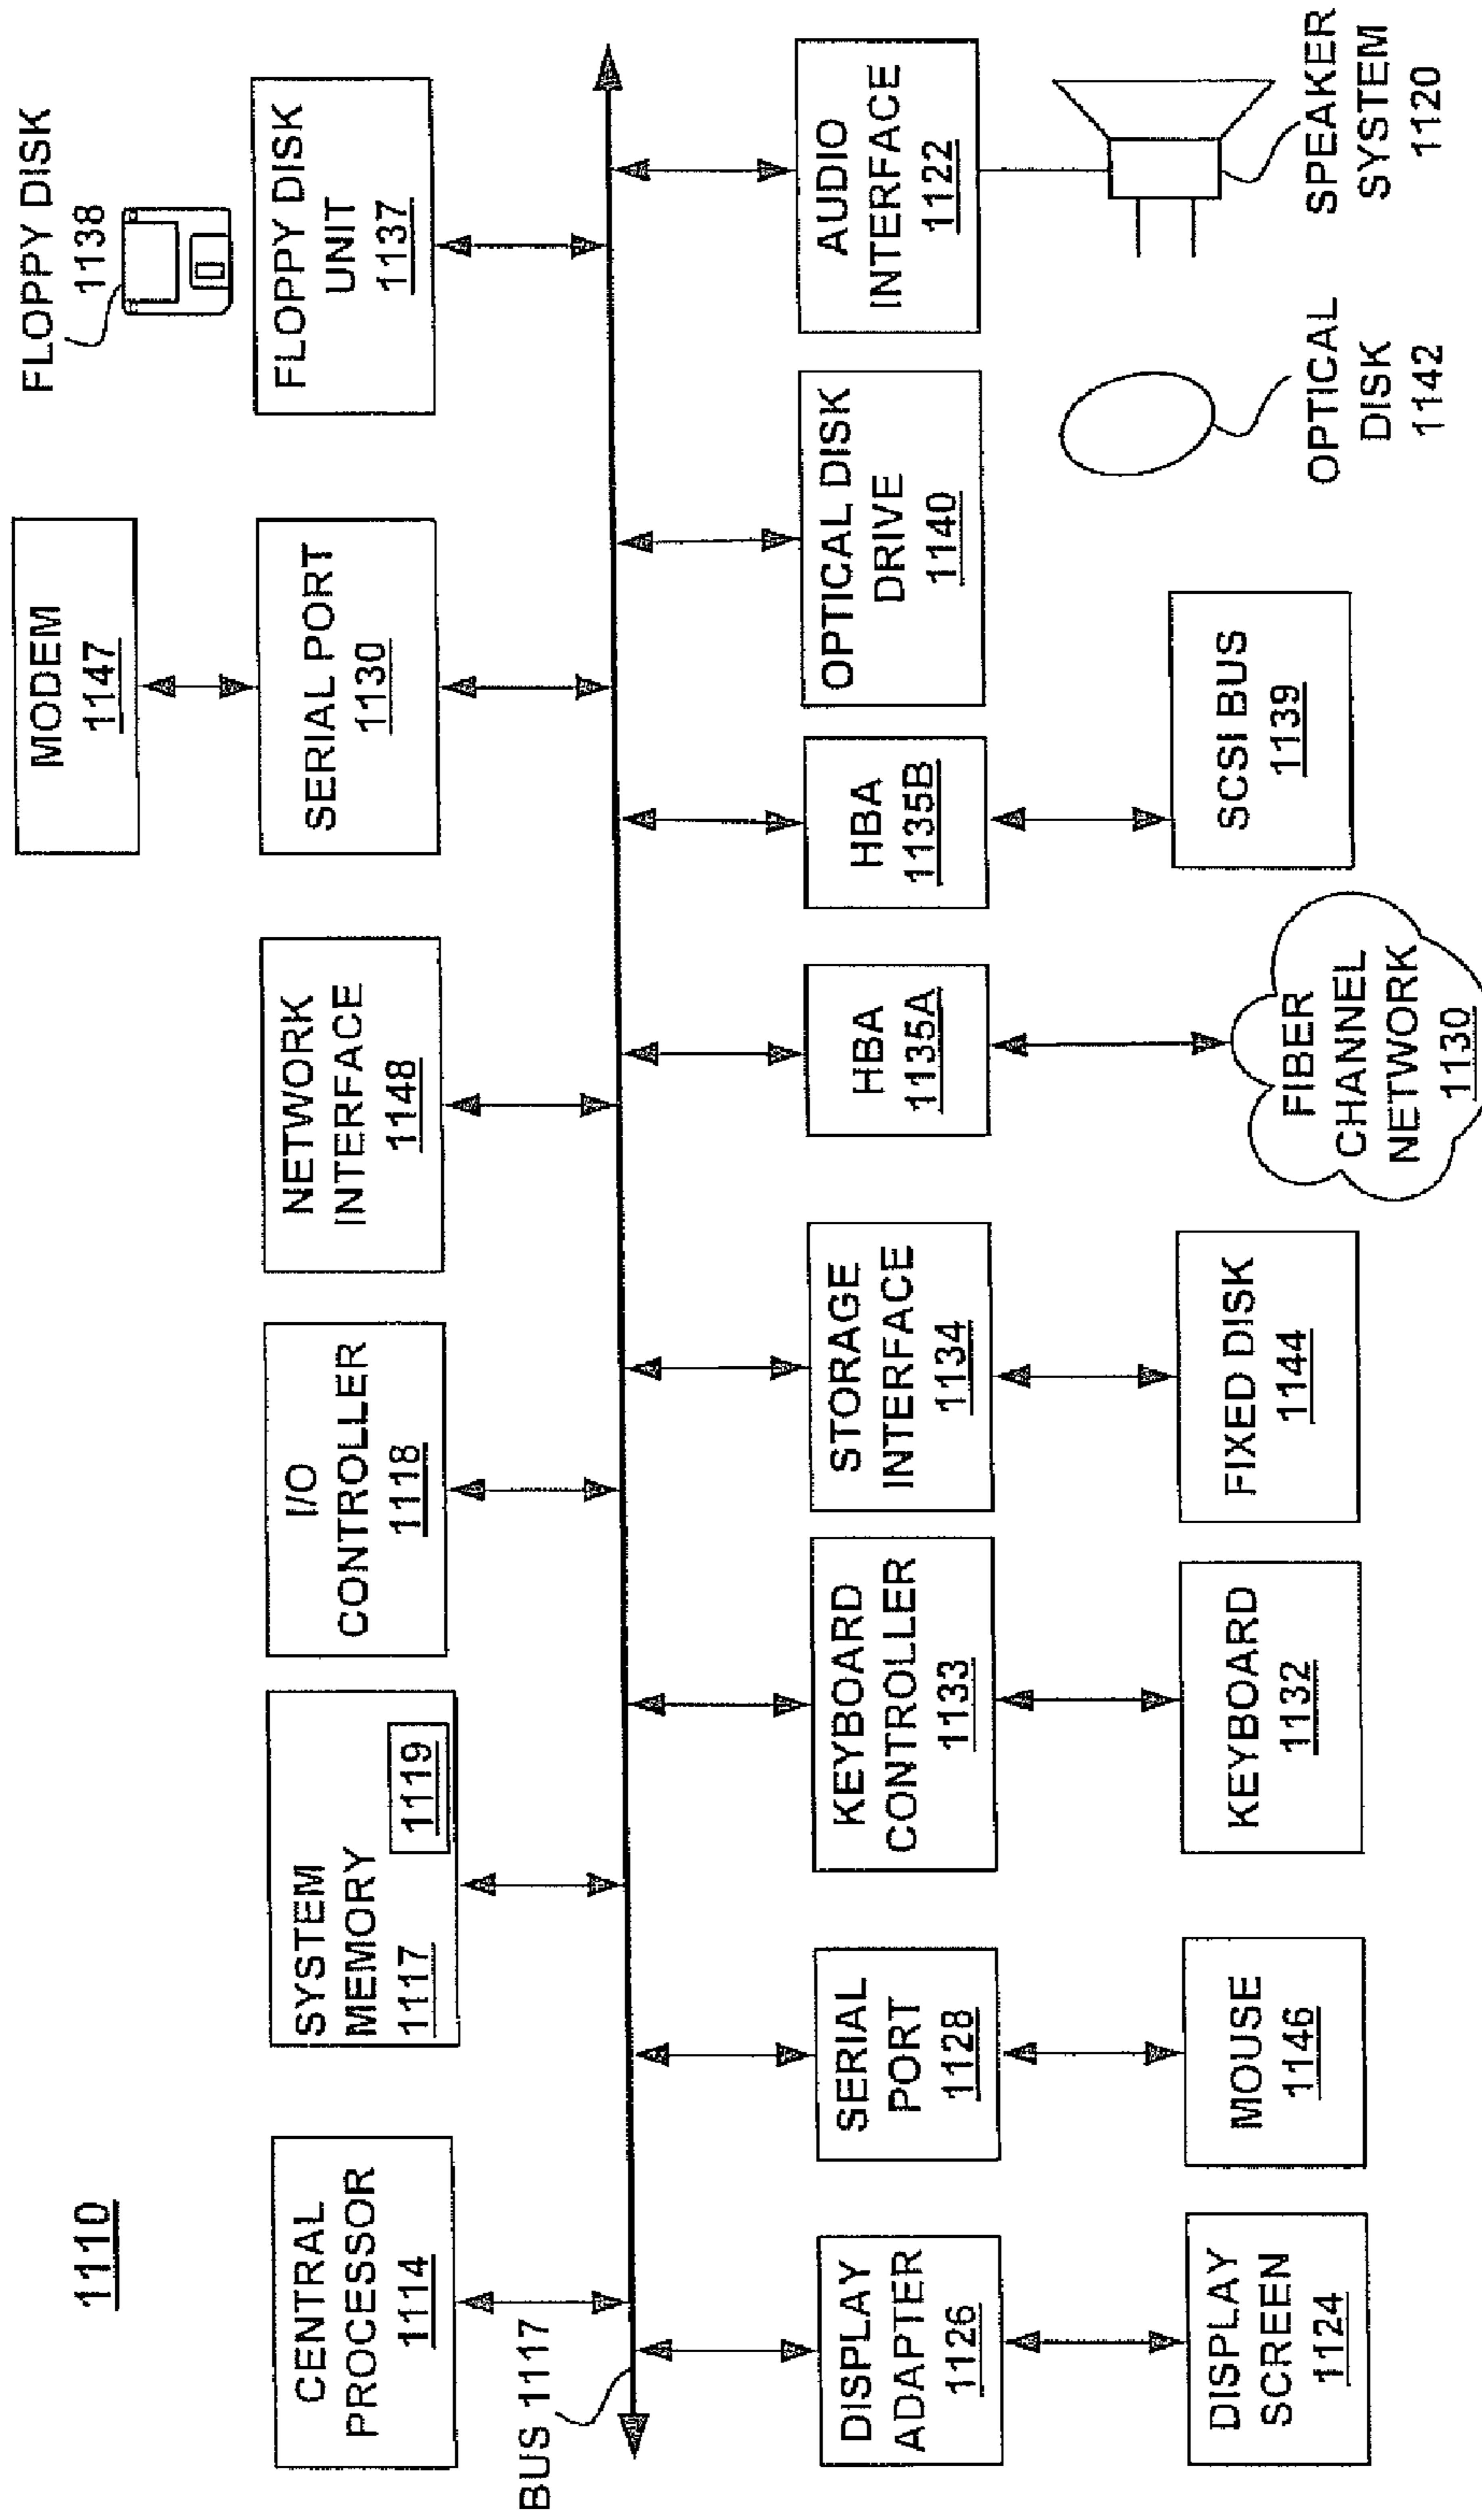 1110
FLOPPY DISK
1138
MODEM
1147
CENTRAL
PROCESSOR
1114
SYSTEM
MEMORY
1117
1119
I/O
CONTROLLER
1118
NETWORK
INTERFACE
1148
SERIAL PORT
1130
FLOPPY DISK
UNIT
1137
BUS 1117
DISPLAY
ADAPTER
1126
SERIAL
PORT
1128
KEYBOARD
CONTROLLER
1133
STORAGE
INTERFACE
1134
HBA
1135A
HBA
1135B
OPTICAL DISK
DRIVE
1140
AUDIO
INTERFACE
1122
DISPLAY
SCREEN
1124
MOUSE
1146
KEYBOARD
1132
FIXED DISK
1144
FIBER
CHANNEL
NETWORK
1130
SCSI BUS
1139
OPTICAL
DISK
1142
SPEAKER
SYSTEM
1120